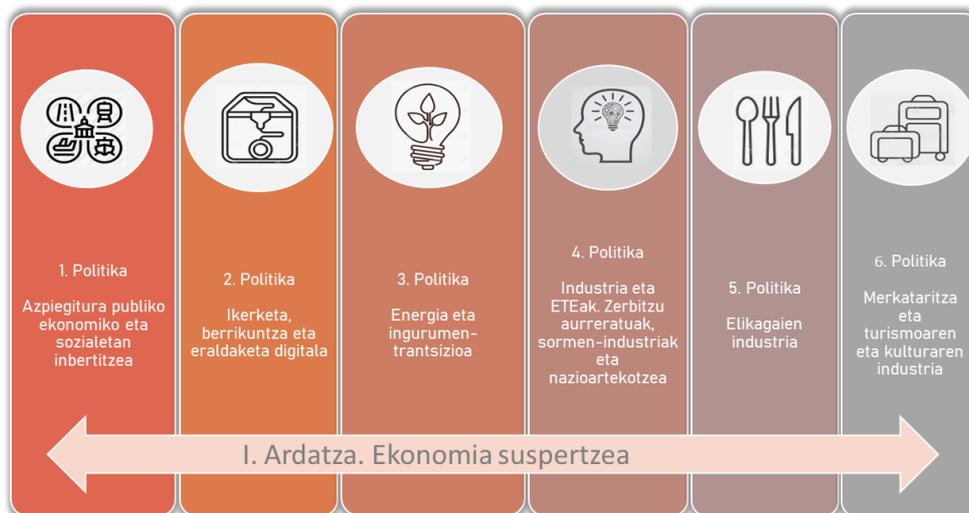 1. Politika
Azpiegitura publiko
ekonomiko eta
sozialetan
inbertitzea
2. Politika
Ikerketa,
berrikuntza eta
eraldaketa digitala
3. Politika
Energia eta
ingurumen-
trantsizioa
4. Politika
Industria eta
ETEak. Zerbitzu
aurreratuak,
sormen-industriak
eta
nazioartekotzea
5. Politika
Elikagaien
industria
6. Politika
Merkataritza
eta
turismoaren
eta kulturaren
industria
I. Ardatza. Ekonomia suspertzea